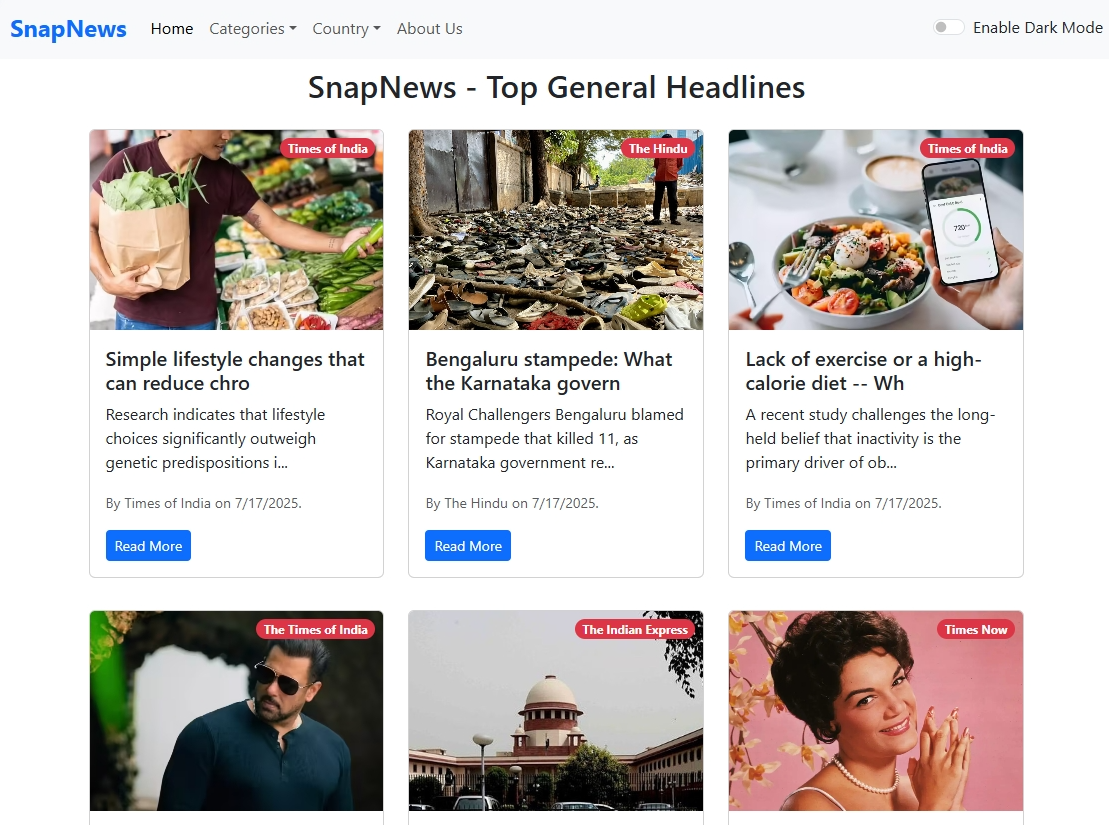 SnapNews Home Categories Country About Us Enable Dark Mode
SnapNews - Top General Headlines
Times of India
Simple lifestyle changes that
can reduce chro
Research indicates that lifestyle
choices significantly outweigh
genetic predispositions i...
By Times of India on 7/17/2025.
Read More
The Hindu
Bengaluru stampede: What
the Karnataka govern
Royal Challengers Bengaluru blamed
for stampede that killed 11, as
Karnataka government re...
By The Hindu on 7/17/2025.
Read More
Times of India
720
Lack of exercise or a high-
calorie diet -- Wh
A recent study challenges the long-
held belief that inactivity is the
primary driver of ob...
By Times of India on 7/17/2025.
Read More
The Times of India
The Indian Express
Times Now